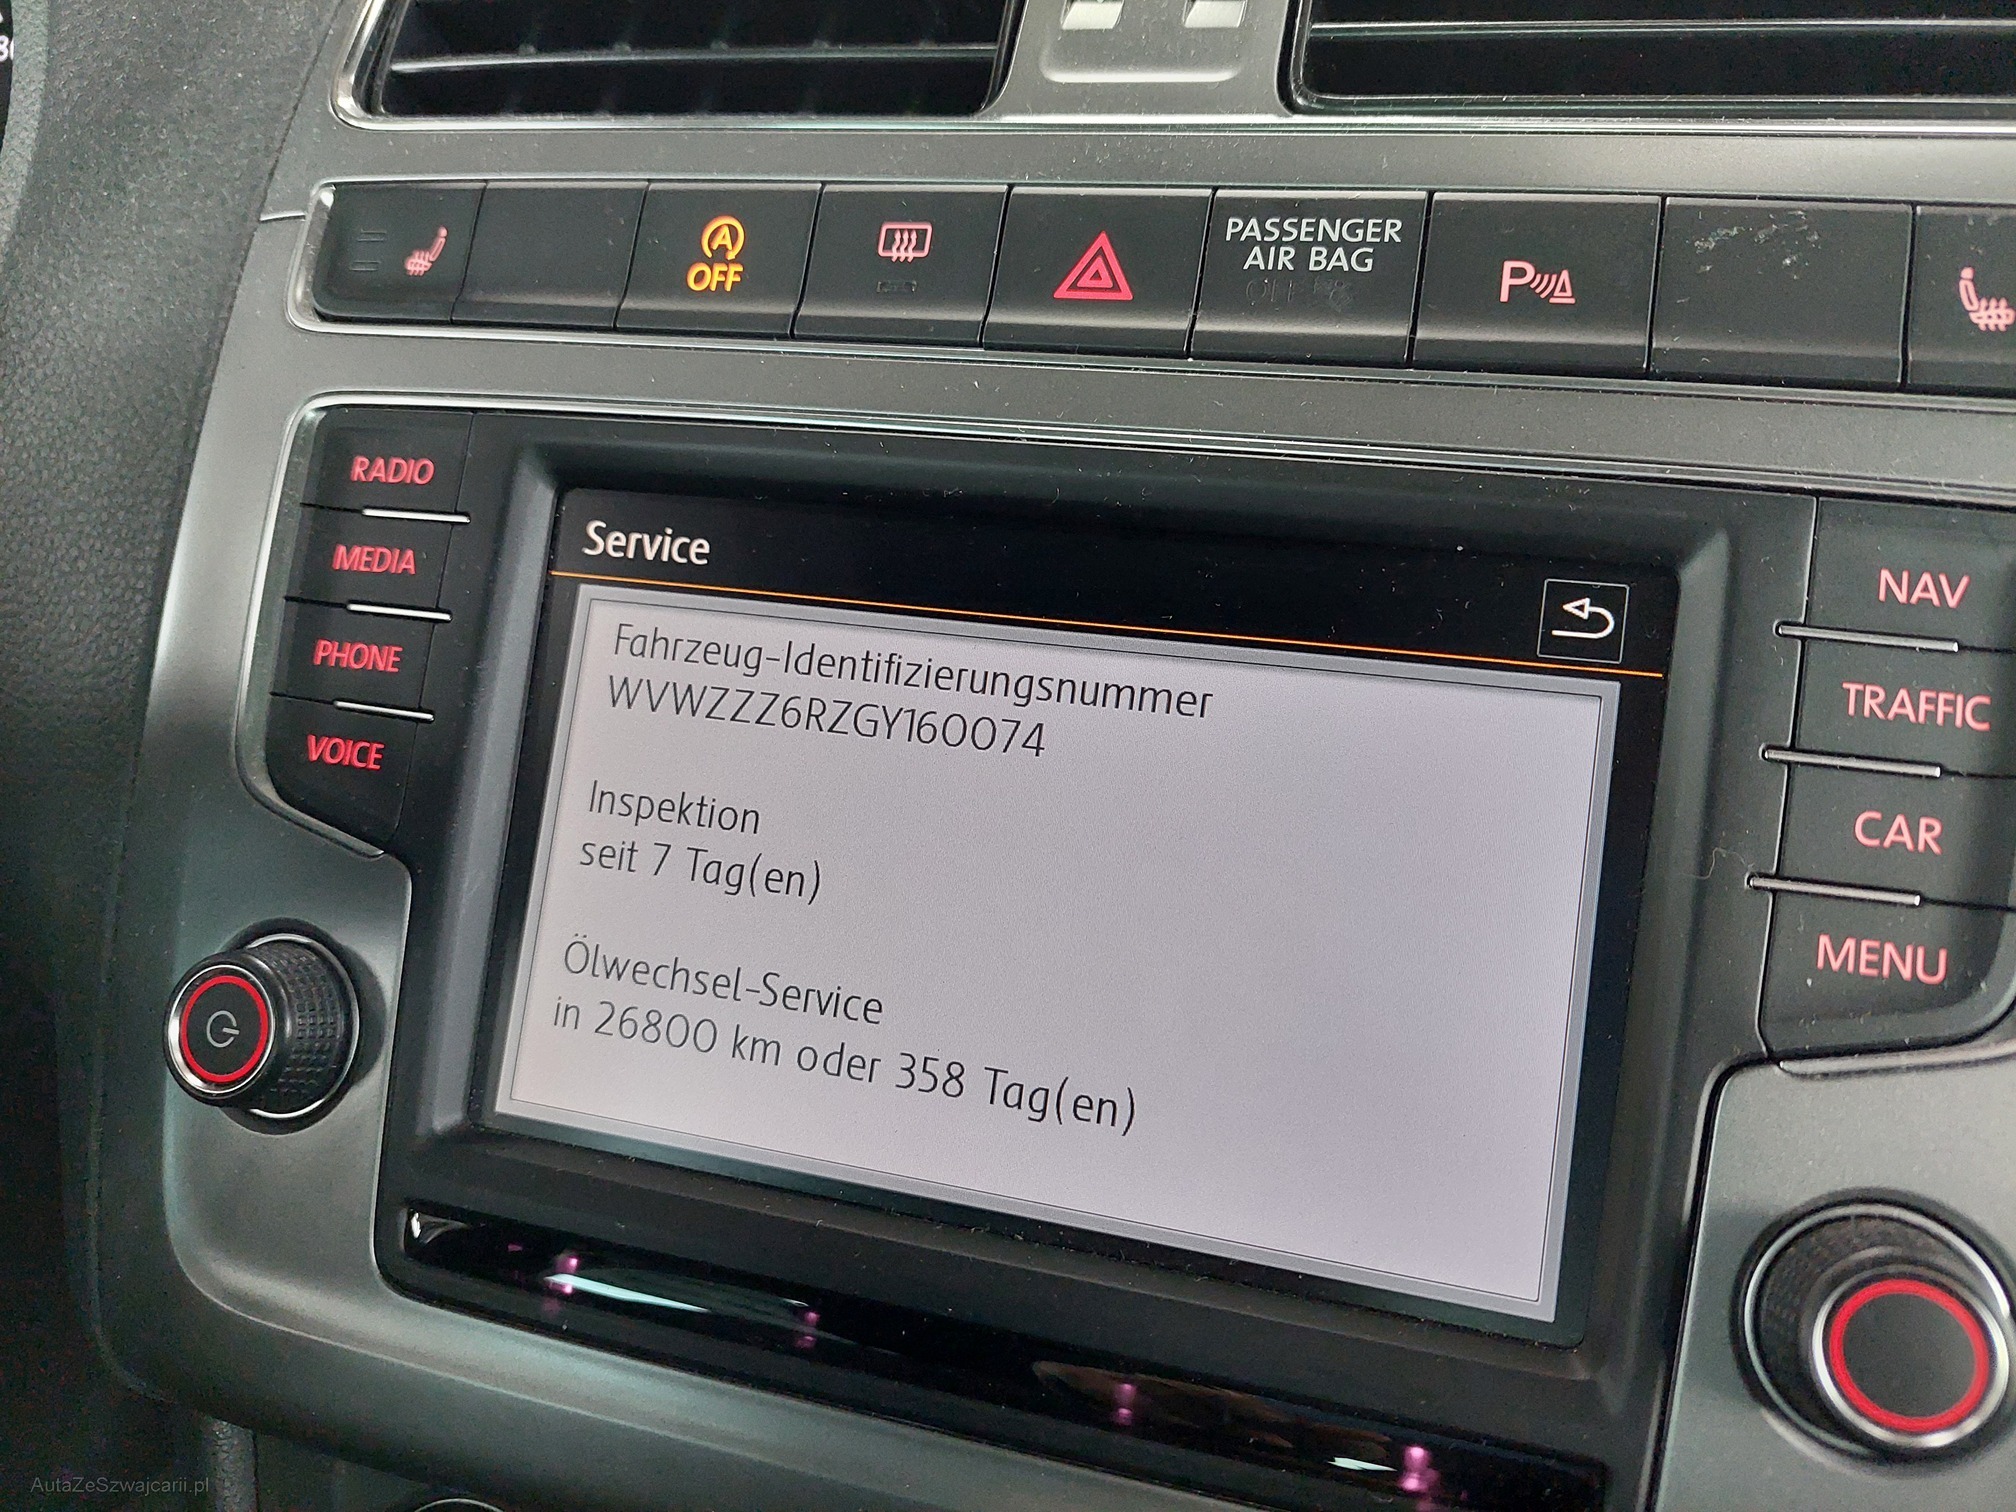 OFF
PASSENGER
AIR BAG
P
RADIO
MEDIA
PHONE
VOICE
Service
Fahrzeug-Identifizierungsnummer
WVWZZZ6RZGY160074
Inspektion
seit 7 Tag(en)
Ölwechsel-Service
in 26800 km oder 358 Tag(en)
NAV
TRAFFIC
CAR
MENU
AutaZeSzwajcarii.pl